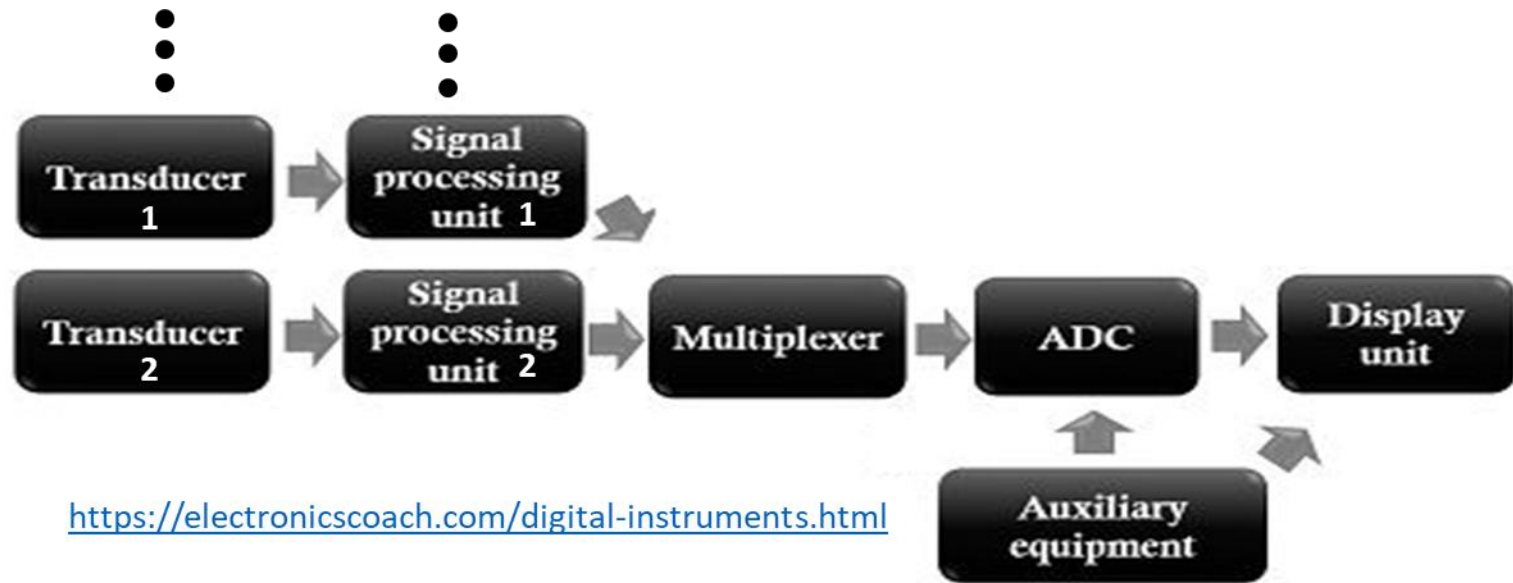 Transducer
1
Signal
processing
unit 1
Transducer
2
Signal
processing
unit 2
Multiplexer
ADC
Display
unit
Auxiliary
equipment
https://electronicscoach.com/digital-instruments.html